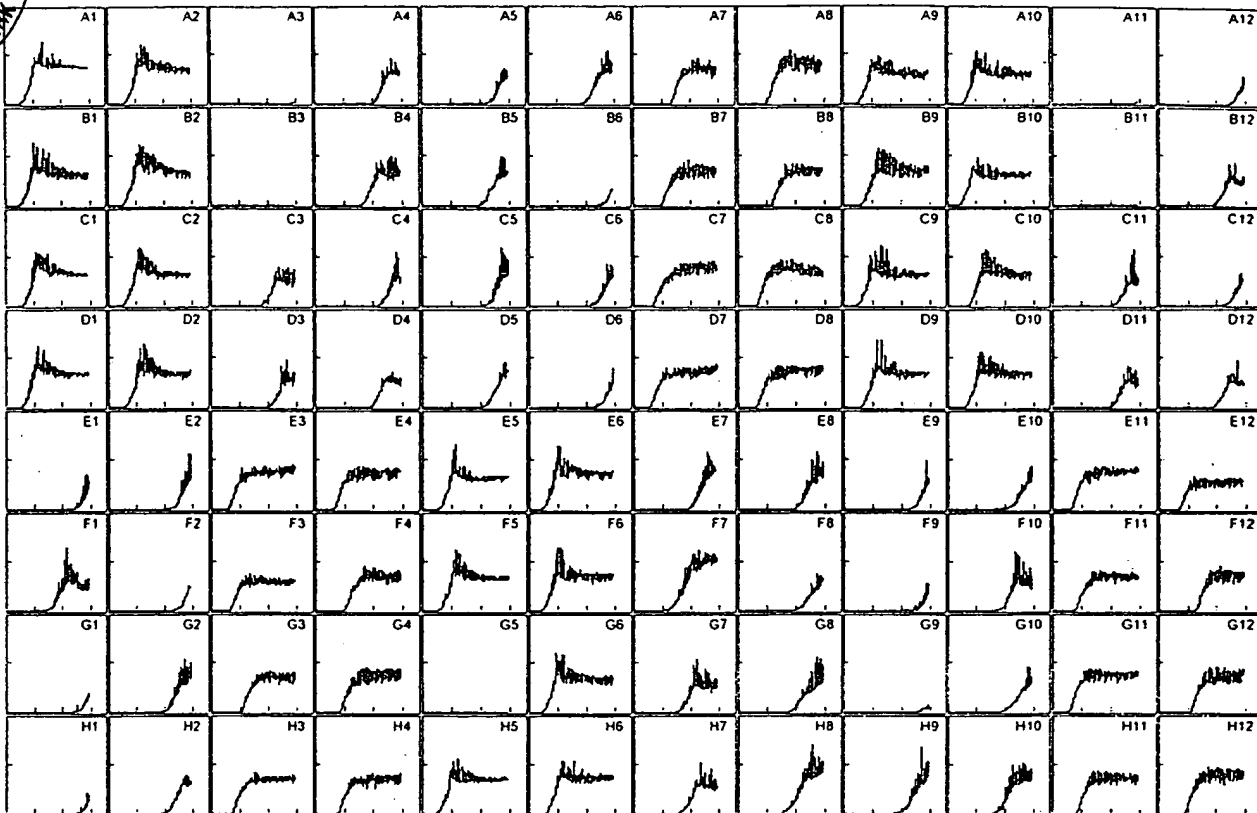 A1 A2 A3 A4 A5 A6 A7 A8 A9 A10 A11 A12
B1 B2 B3 B4 B5 B6 B7 B8 B9 B10 B11 B12
C1 C2 C3 C4 C5 C6 C7 C8 C9 C10 C11 C12
D1 D2 D3 D4 D5 D6 D7 D8 D9 D10 D11 D12
E1 E2 E3 E4 E5 E6 E7 E8 E9 E10 E11 E12
F1 F2 F3 F4 F5 F6 F7 F8 F9 F10 F11 F12
G1 G2 G3 G4 G5 G6 G7 G8 G9 G10 G11 G12
H1 H2 H3 H4 H5 H6 H7 H8 H9 H10 H11 H12